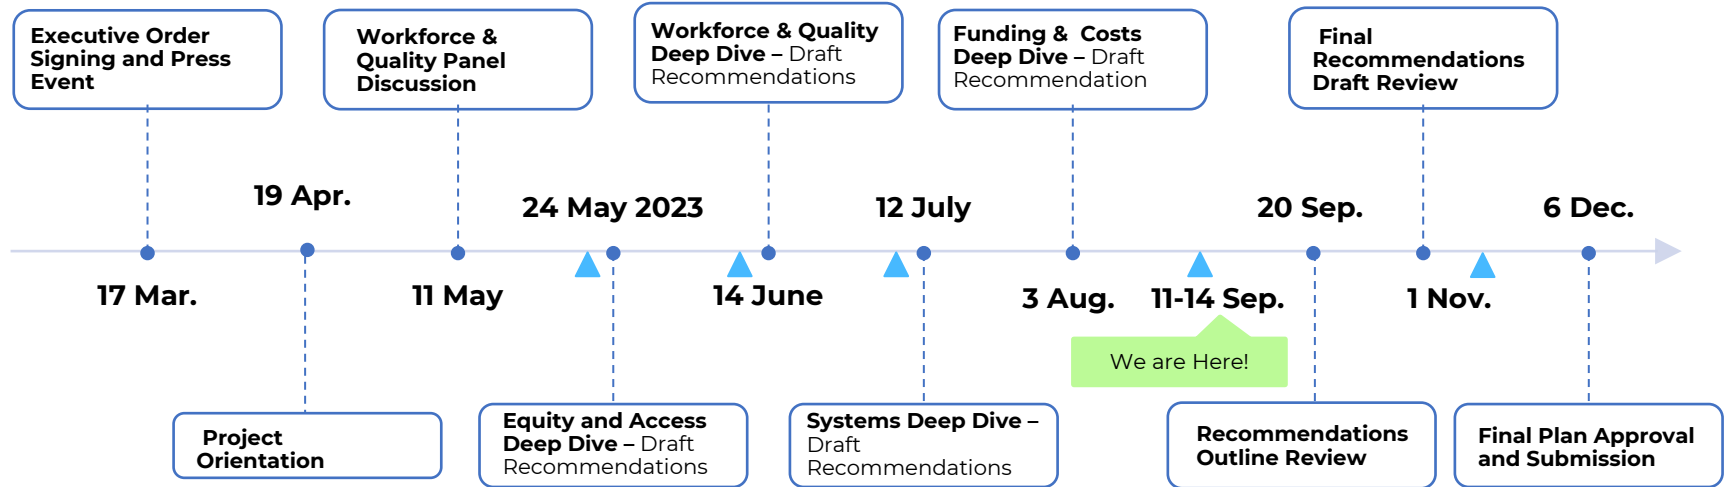 Executive Order
Signing and Press
Event
Workforce &
Quality Panel
Discussion
Workforce & Quality
Deep Dive – Draft
Recommendations
Funding & Costs
Deep Dive – Draft
Recommendation
Final
Recommendations
Draft Review
19 Apr.
24 May 2023
12 July
20 Sep.
6 Dec.
17 Mar.
11 May
14 June
3 Aug.
11-14 Sep.
1 Nov.
We are Here!
Project
Orientation
Equity and Access
Deep Dive – Draft
Recommendations
Systems Deep Dive –
Draft
Recommendations
Recommendations
Outline Review
Final Plan Approval
and Submission